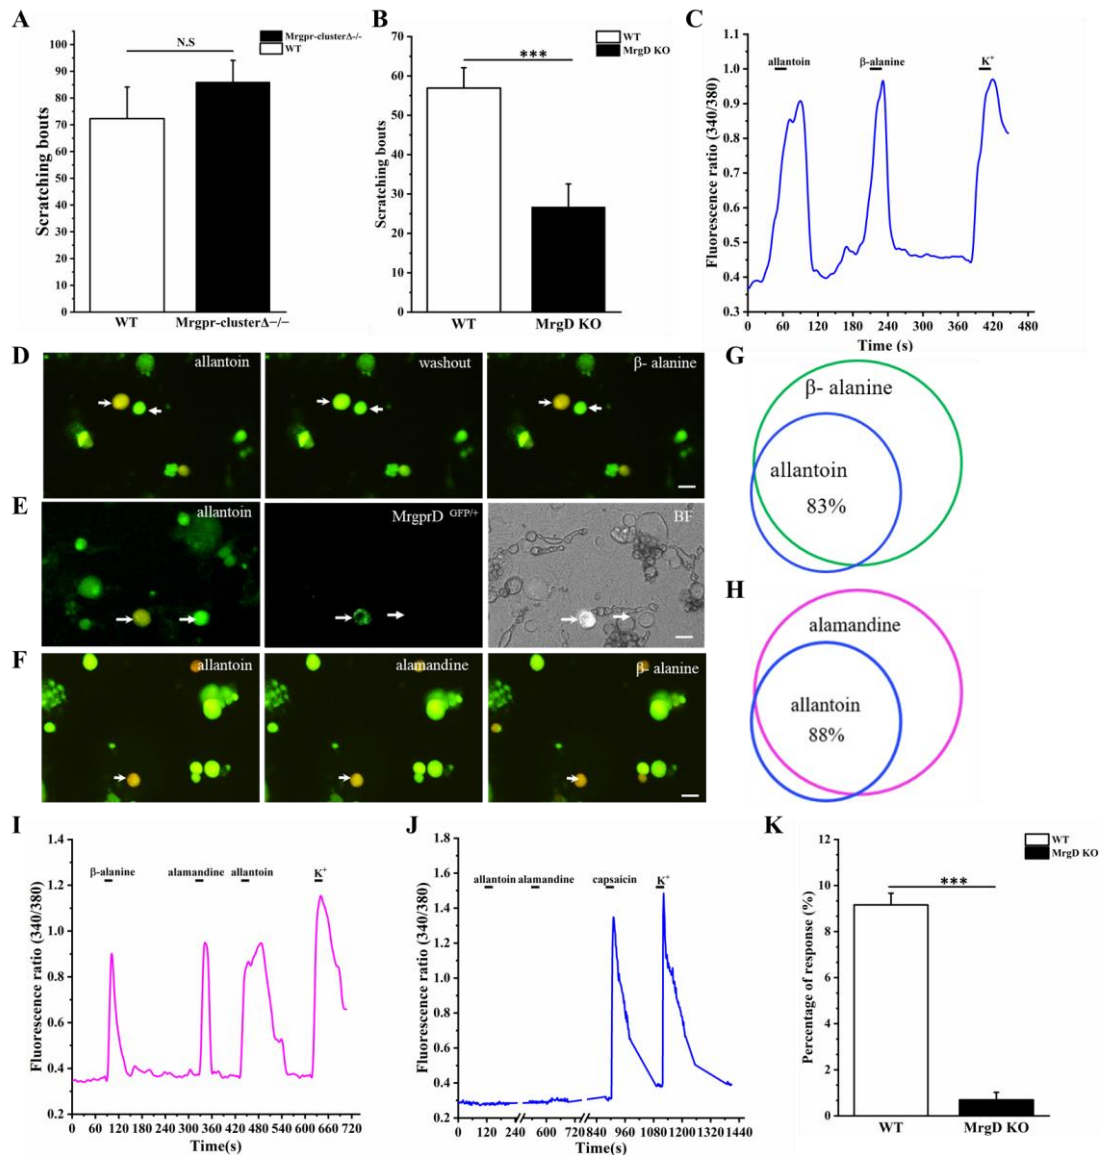 A
Mrgpr-clusterΔ-/-
WT
N.S
Scratching bouts
100
90
80
70
60
50
40
30
20
10
0
WT
Mrgpr-clusterΔ−/−
B
WT
MrgD KO
***
Scratching bouts
70
60
50
40
30
20
10
0
WT
MrgD KO
C
allantoin
β-alanine
K⁺
Fluorescence ratio (340/380)
1.0
0.9
0.8
0.7
0.6
0.5
0.4
0.3
0 60 120 180 240 300 360 420 480
Time (s)
D
allantoin
washout
β- alanine
E
allantoin
MrgprD GFP/+
BF
F
allantoin
alamandine
β- alanine
G
β- alanine
allantoin
83%
H
alamandine
allantoin
88%
I
β-alanine
alamandine
allantoin
K⁺
Fluorescence ratio (340/380)
1.4
1.2
1.0
0.8
0.6
0.4
0.2
0 60 120 180 240 300 360 420 480 540 600 660 720
Time(s)
J
allantoin
alamandine
capsaicin
K⁺
Fluorescence ratio (340/380)
1.8
1.6
1.4
1.2
1.0
0.8
0.6
0.4
0.2
0 120 240 600 720 840 960 1080 1200 1320 1440
Time(s)
K
WT
MrgD KO
***
Percentage of response (%)
12
10
8
6
4
2
0
WT
MrgD KO